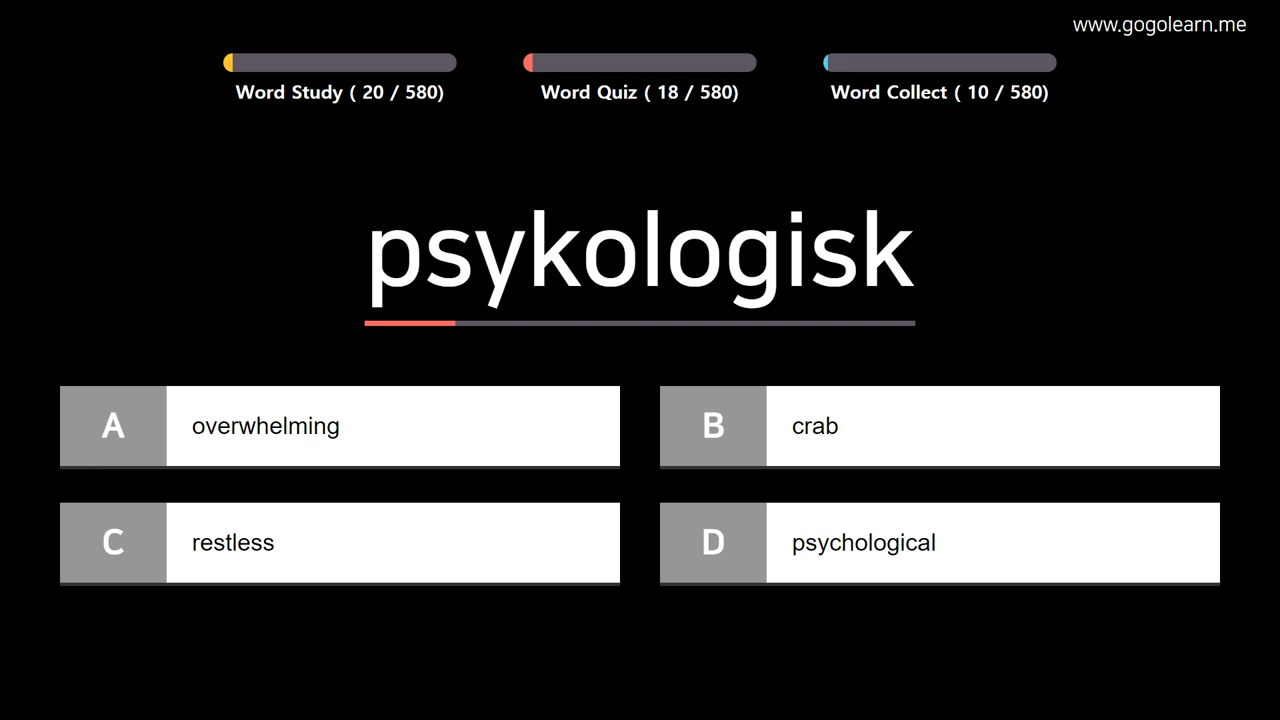 www.gogolearn.me
Word Study ( 20 / 580)
Word Quiz ( 18 / 580)
Word Collect ( 10 / 580)
psykologisk
A overwhelming
B crab
C restless
D psychological